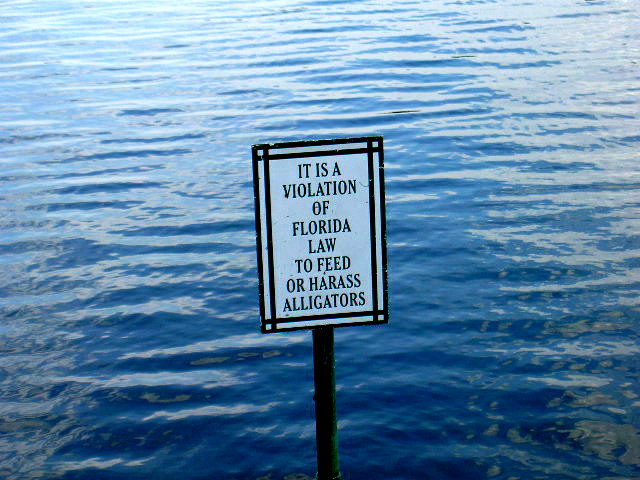 IT IS A
VIOLATION
OF
FLORIDA
LAW
TO FEED
OR HARASS
ALLIGATORS